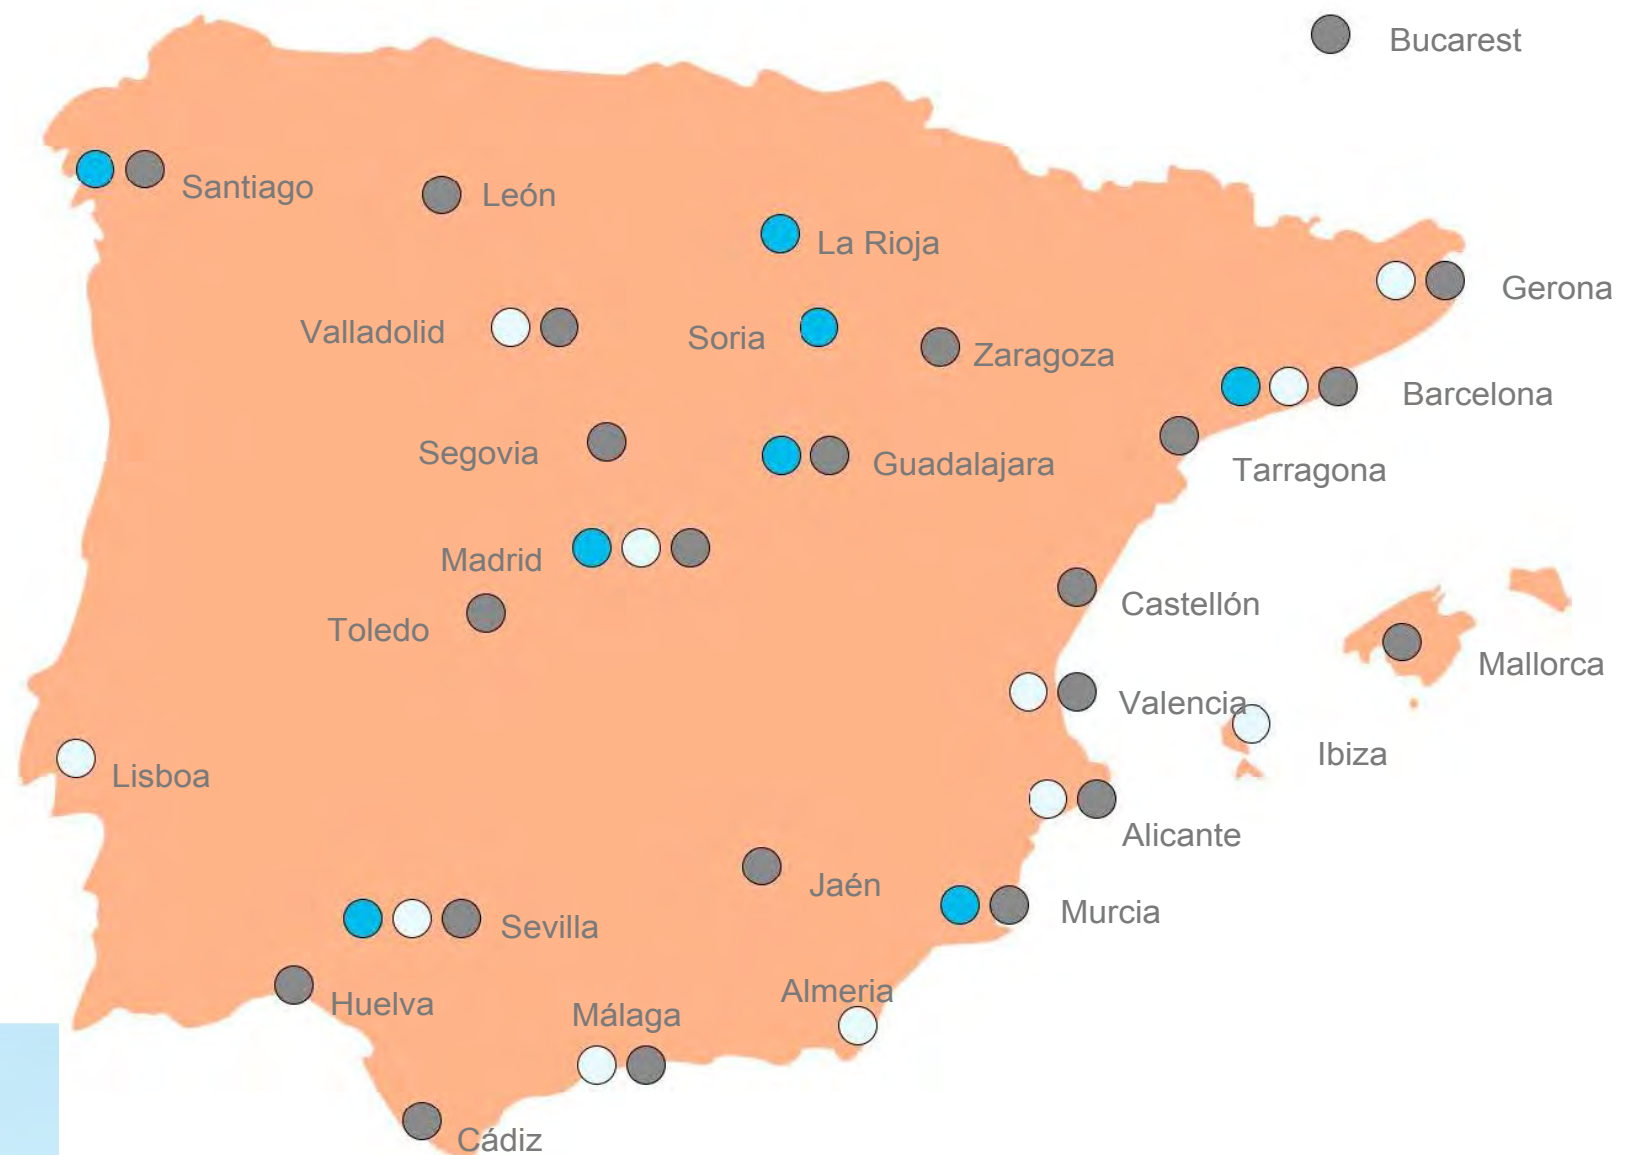 Bucarest
Santiago
León
La Rioja
Gerona
Valladolid
Soria
Zaragoza
Barcelona
Segovia
Guadalajara
Tarragona
Madrid
Castellón
Toledo
Mallorca
Valencia
Ibiza
Lisboa
Alicante
Jaén
Murcia
Sevilla
Almeria
Huelva
Málaga
Cádiz